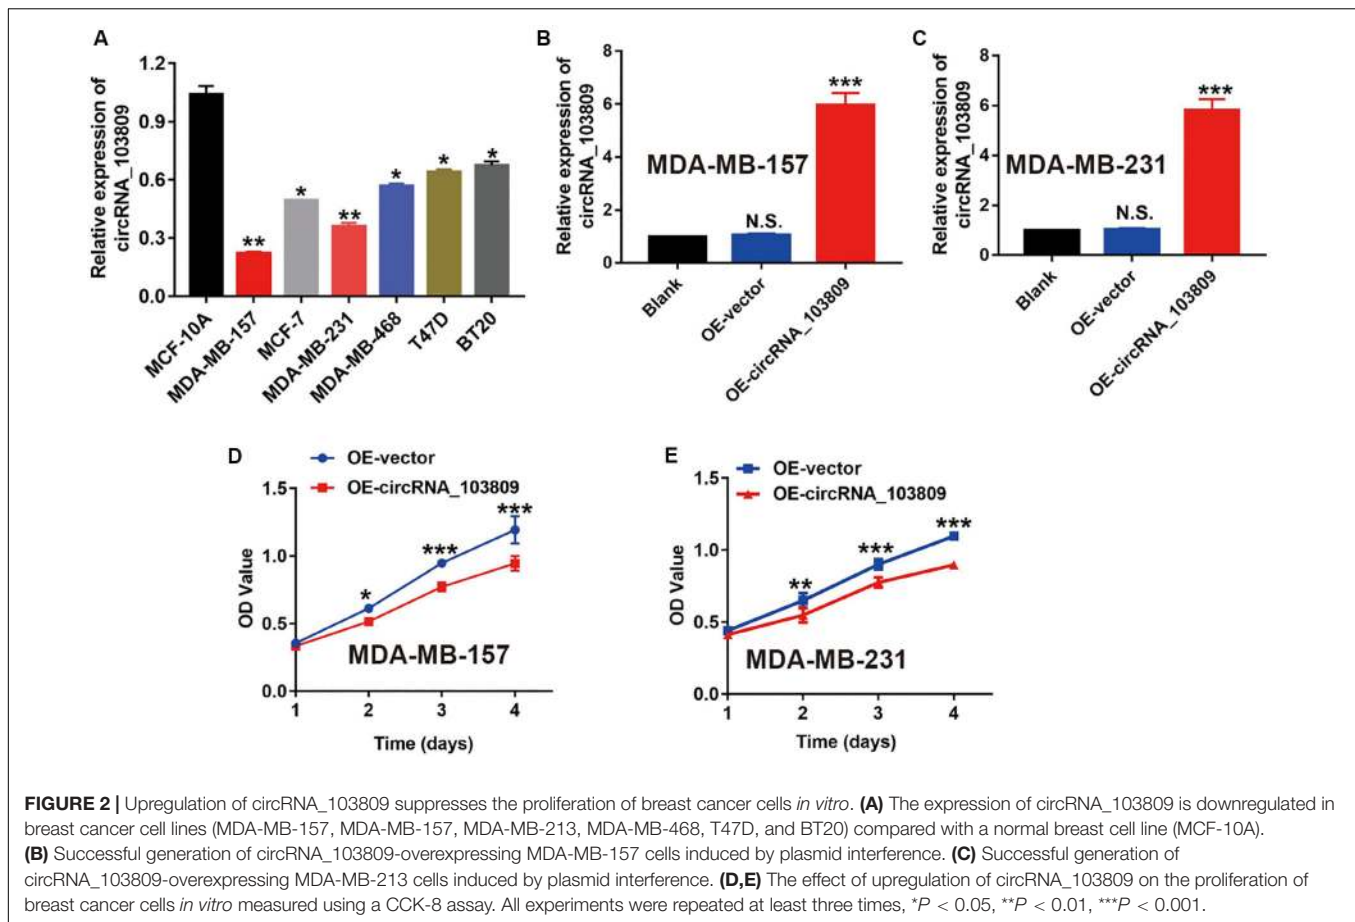 A
Relative expression of
circRNA_103809
1.2
0.9
0.6
0.3
0.0
**
*
**
*
*
*
MCF-10A
MDA-MB-157
MCF-7
MDA-MB-231
MDA-MB-468
T47D
BT20
B
Relative expression of
circRNA_103809
8
6
4
2
0
MDA-MB-157
N.S.
***
Blank
OE-vector
OE-circRNA_103809
C
Relative expression of
circRNA_103809
8
6
4
2
0
MDA-MB-231
N.S.
***
Blank
OE-vector
OE-circRNA_103809
D
OE-vector
OE-circRNA_103809
OD Value
1.5
1.0
0.5
0.0
*
***
***
MDA-MB-157
1 2 3 4
Time (days)
E
OE-vector
OE-circRNA_103809
OD Value
1.5
1.0
0.5
0.0
**
***
***
MDA-MB-231
1 2 3 4
Time (days)
FIGURE 2 | Upregulation of circRNA_103809 suppresses the proliferation of breast cancer cells in vitro. (A) The expression of circRNA_103809 is downregulated in
breast cancer cell lines (MDA-MB-157, MDA-MB-157, MDA-MB-213, MDA-MB-468, T47D, and BT20) compared with a normal breast cell line (MCF-10A).
(B) Successful generation of circRNA_103809-overexpressing MDA-MB-157 cells induced by plasmid interference. (C) Successful generation of
circRNA_103809-overexpressing MDA-MB-213 cells induced by plasmid interference. (D,E) The effect of upregulation of circRNA_103809 on the proliferation of
breast cancer cells in vitro measured using a CCK-8 assay. All experiments were repeated at least three times, *P < 0.05, **P < 0.01, ***P < 0.001.